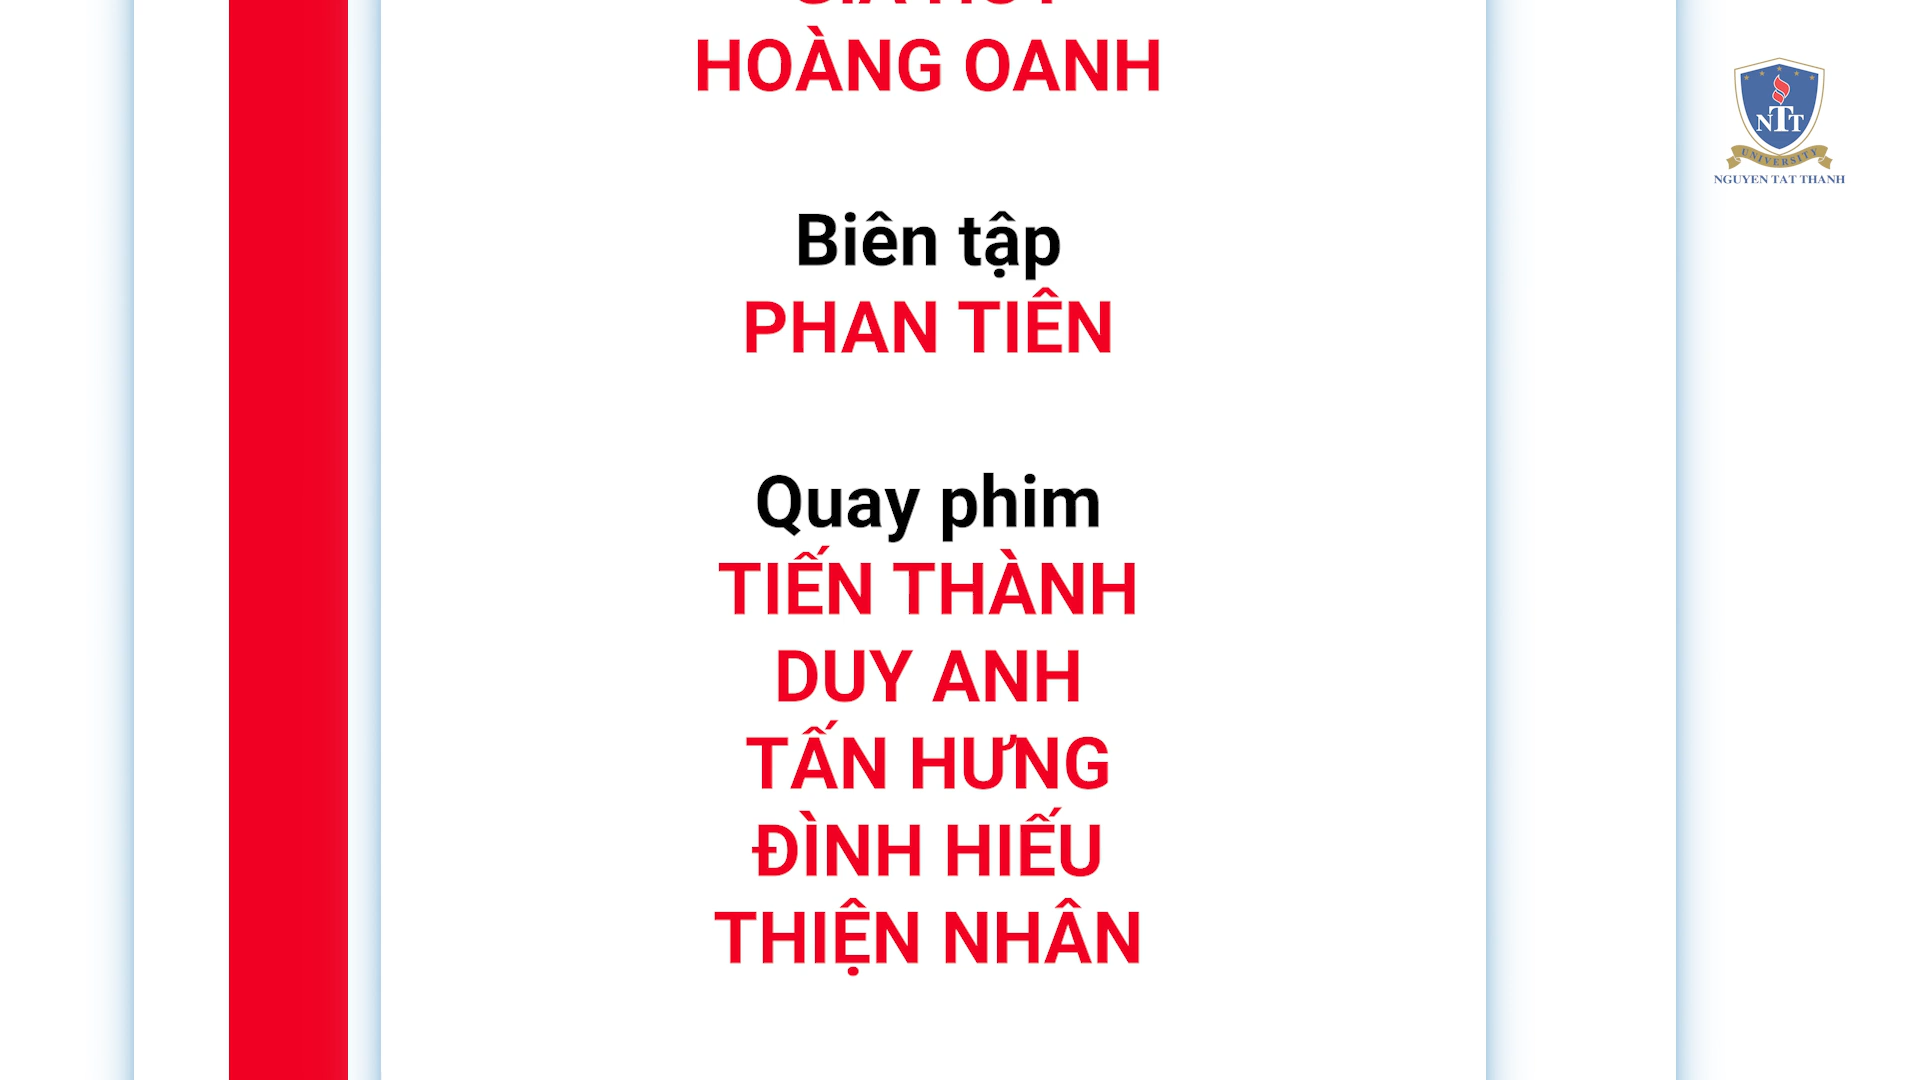 HOÀNG OANH
Biên tập
PHAN TIÊN
Quay phim
TIẾN THÀNH
DUY ANH
TẤN HƯNG
ĐÌNH HIẾU
THIỆN NHÂN
NTT
UNIVERSITY
NGUYEN TAT THANH